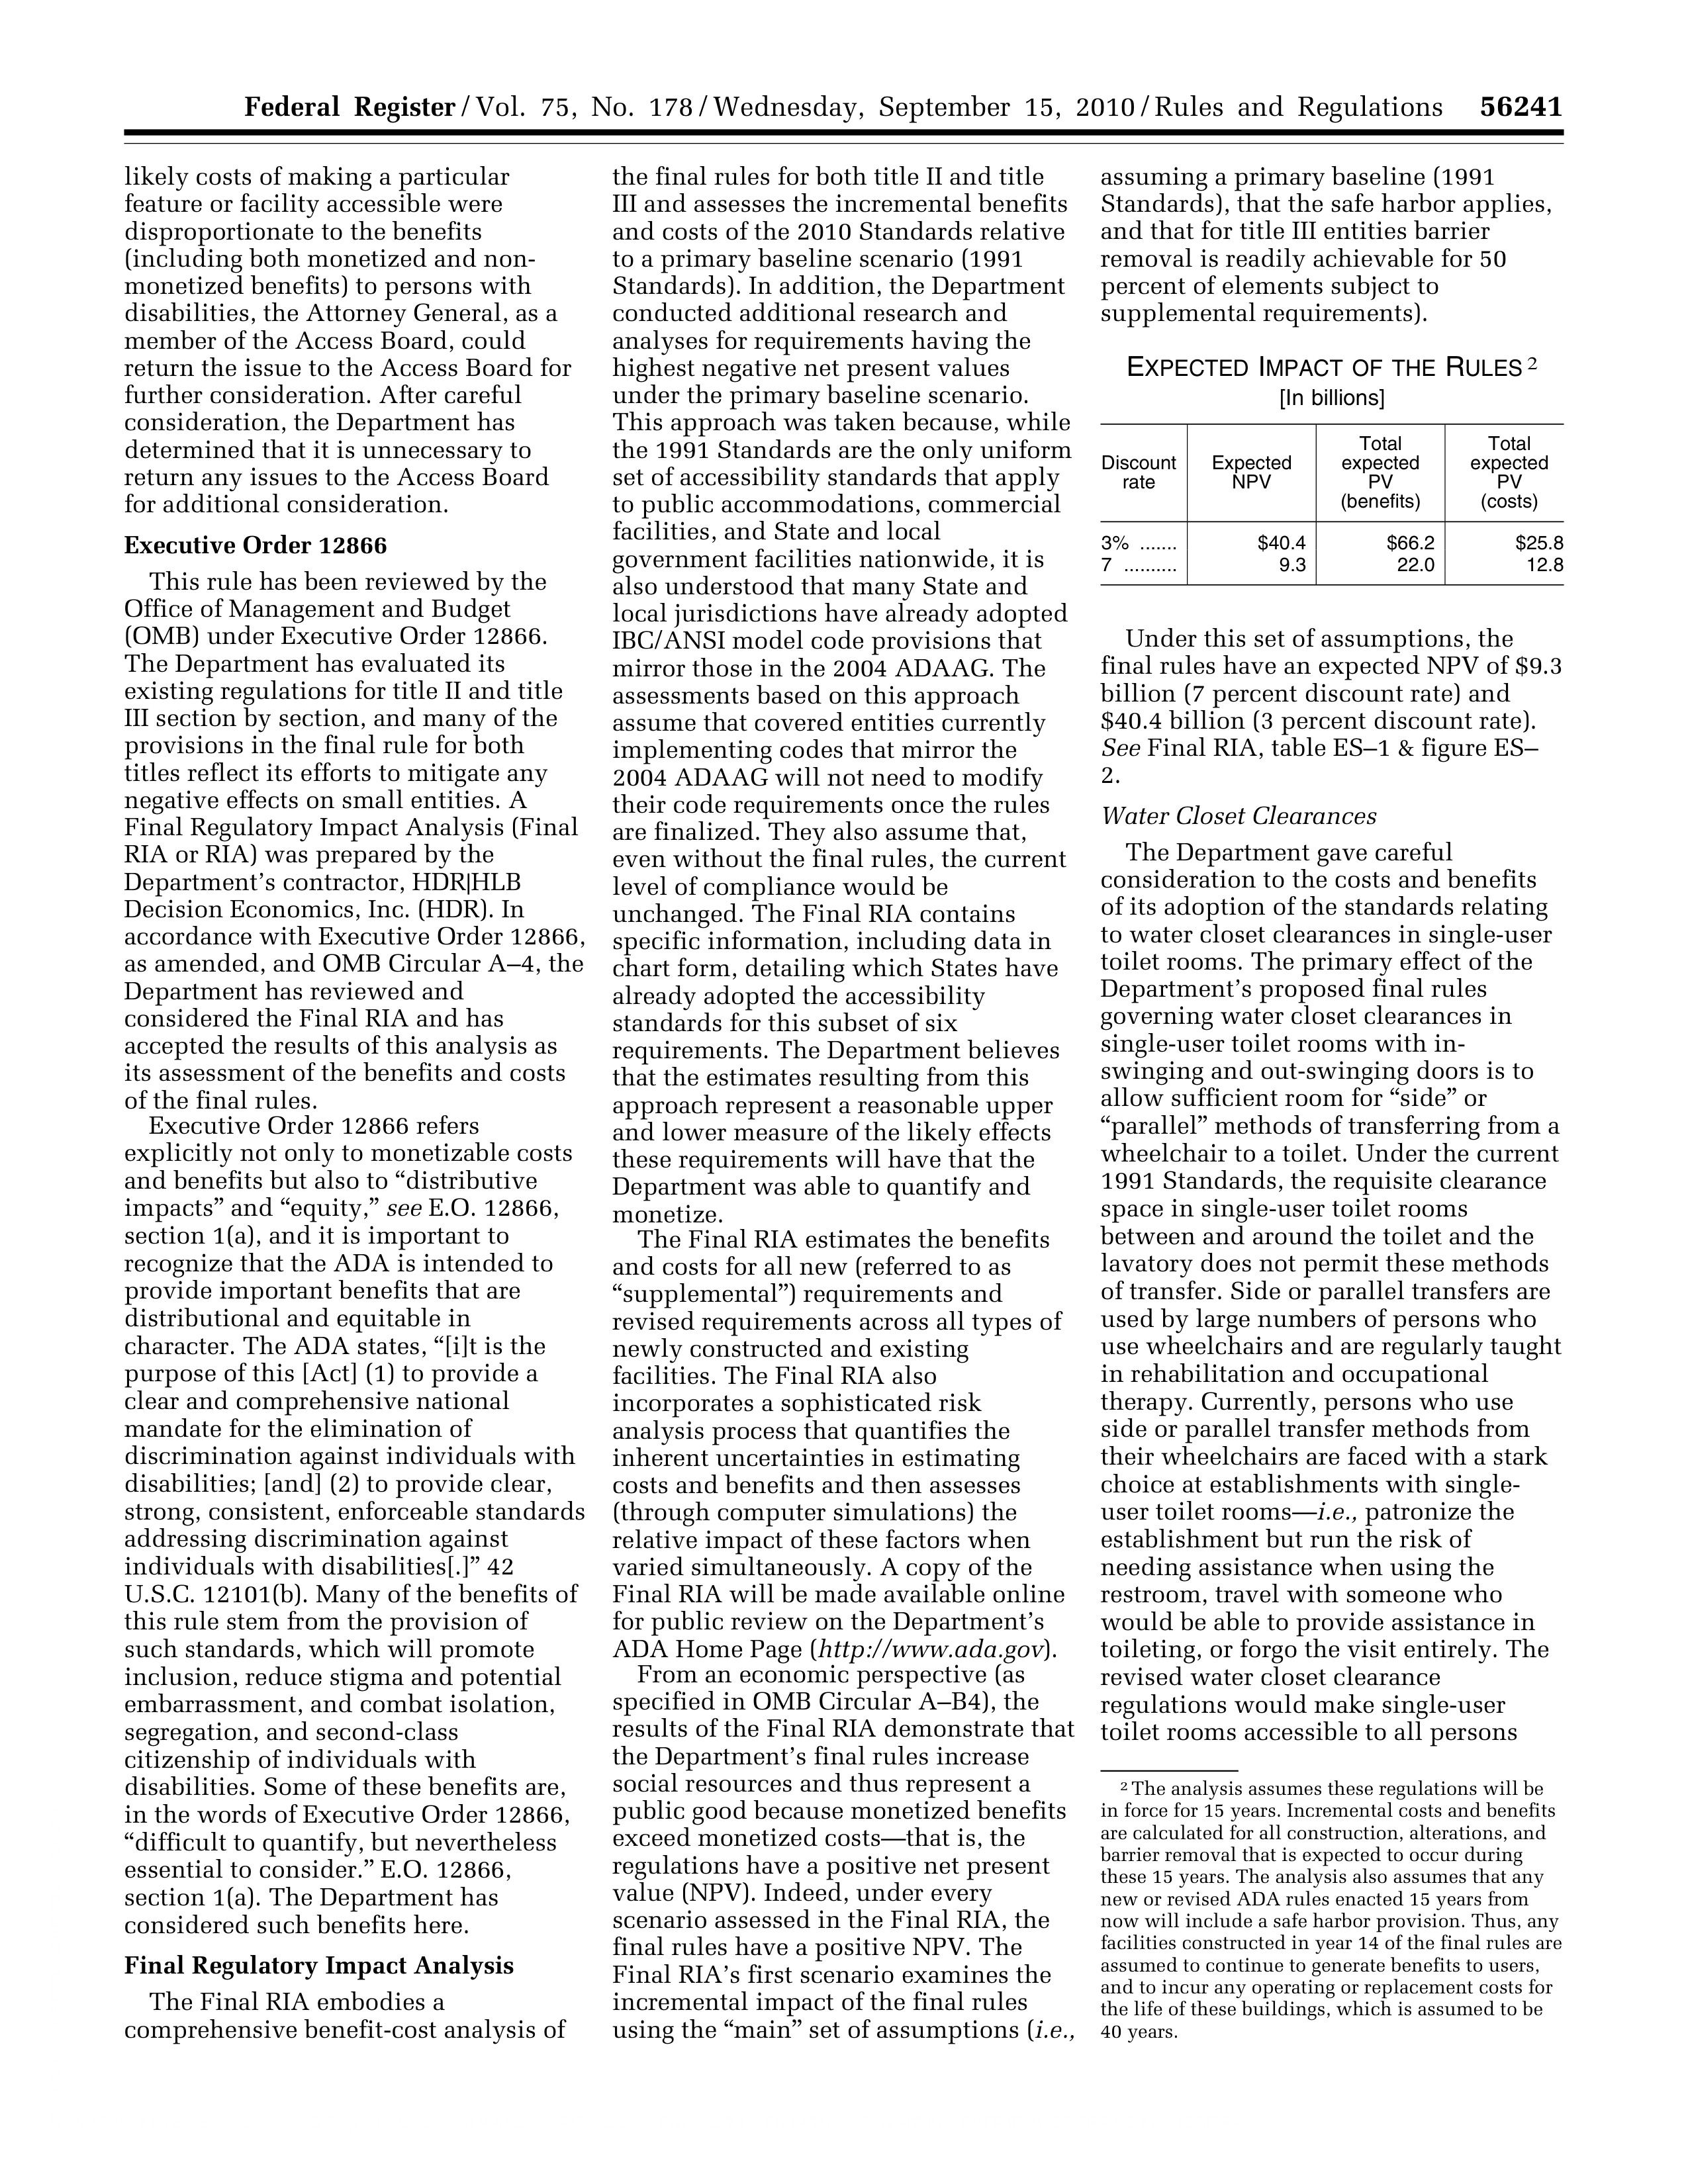 Federal Register / Vol. 75, No. 178 / Wednesday, September 15, 2010 / Rules and Regulations 56241
likely costs of making a particular
feature or facility accessible were
disproportionate to the benefits
(including both monetized and non-
monetized benefits) to persons with
disabilities, the Attorney General, as a
member of the Access Board, could
return the issue to the Access Board for
further consideration. After careful
consideration, the Department has
determined that it is unnecessary to
return any issues to the Access Board
for additional consideration.
Executive Order 12866
This rule has been reviewed by the
Office of Management and Budget
(OMB) under Executive Order 12866.
The Department has evaluated its
existing regulations for title II and title
III section by section, and many of the
provisions in the final rule for both
titles reflect its efforts to mitigate any
negative effects on small entities. A
Final Regulatory Impact Analysis (Final
RIA or RIA) was prepared by the
Department’s contractor, HDR|HLB
Decision Economics, Inc. (HDR). In
accordance with Executive Order 12866,
as amended, and OMB Circular A–4, the
Department has reviewed and
considered the Final RIA and has
accepted the results of this analysis as
its assessment of the benefits and costs
of the final rules.
Executive Order 12866 refers
explicitly not only to monetizable costs
and benefits but also to “distributive
impacts” and “equity,” see E.O. 12866,
section 1(a), and it is important to
recognize that the ADA is intended to
provide important benefits that are
distributional and equitable in
character. The ADA states, “[i]t is the
purpose of this [Act] (1) to provide a
clear and comprehensive national
mandate for the elimination of
discrimination against individuals with
disabilities; [and] (2) to provide clear,
strong, consistent, enforceable standards
addressing discrimination against
individuals with disabilities[.]” 42
U.S.C. 12101(b). Many of the benefits of
this rule stem from the provision of
such standards, which will promote
inclusion, reduce stigma and potential
embarrassment, and combat isolation,
segregation, and second-class
citizenship of individuals with
disabilities. Some of these benefits are,
in the words of Executive Order 12866,
“difficult to quantify, but nevertheless
essential to consider.” E.O. 12866,
section 1(a). The Department has
considered such benefits here.
Final Regulatory Impact Analysis
The Final RIA embodies a
comprehensive benefit-cost analysis of
the final rules for both title II and title
III and assesses the incremental benefits
and costs of the 2010 Standards relative
to a primary baseline scenario (1991
Standards). In addition, the Department
conducted additional research and
analyses for requirements having the
highest negative net present values
under the primary baseline scenario.
This approach was taken because, while
the 1991 Standards are the only uniform
set of accessibility standards that apply
to public accommodations, commercial
facilities, and State and local
government facilities nationwide, it is
also understood that many State and
local jurisdictions have already adopted
IBC/ANSI model code provisions that
mirror those in the 2004 ADAAG. The
assessments based on this approach
assume that covered entities currently
implementing codes that mirror the
2004 ADAAG will not need to modify
their code requirements once the rules
are finalized. They also assume that,
even without the final rules, the current
level of compliance would be
unchanged. The Final RIA contains
specific information, including data in
chart form, detailing which States have
already adopted the accessibility
standards for this subset of six
requirements. The Department believes
that the estimates resulting from this
approach represent a reasonable upper
and lower measure of the likely effects
these requirements will have that the
Department was able to quantify and
monetize.
The Final RIA estimates the benefits
and costs for all new (referred to as
“supplemental”) requirements and
revised requirements across all types of
newly constructed and existing
facilities. The Final RIA also
incorporates a sophisticated risk
analysis process that quantifies the
inherent uncertainties in estimating
costs and benefits and then assesses
(through computer simulations) the
relative impact of these factors when
varied simultaneously. A copy of the
Final RIA will be made available online
for public review on the Department’s
ADA Home Page (http://www.ada.gov).
From an economic perspective (as
specified in OMB Circular A–B4), the
results of the Final RIA demonstrate that
the Department’s final rules increase
social resources and thus represent a
public good because monetized benefits
exceed monetized costs—that is, the
regulations have a positive net present
value (NPV). Indeed, under every
scenario assessed in the Final RIA, the
final rules have a positive NPV. The
Final RIA’s first scenario examines the
incremental impact of the final rules
using the “main” set of assumptions (i.e.,
assuming a primary baseline (1991
Standards), that the safe harbor applies,
and that for title III entities barrier
removal is readily achievable for 50
percent of elements subject to
supplemental requirements).
EXPECTED IMPACT OF THE RULES 2
[In billions]
Discount rate Expected NPV Total expected PV (benefits) Total expected PV (costs)
3% ....... $40.4 $66.2 $25.8
7 .......... 9.3 22.0 12.8
Under this set of assumptions, the
final rules have an expected NPV of $9.3
billion (7 percent discount rate) and
$40.4 billion (3 percent discount rate).
See Final RIA, table ES–1 & figure ES–
2.
Water Closet Clearances
The Department gave careful
consideration to the costs and benefits
of its adoption of the standards relating
to water closet clearances in single-user
toilet rooms. The primary effect of the
Department’s proposed final rules
governing water closet clearances in
single-user toilet rooms with in-
swinging and out-swinging doors is to
allow sufficient room for “side” or
“parallel” methods of transferring from a
wheelchair to a toilet. Under the current
1991 Standards, the requisite clearance
space in single-user toilet rooms
between and around the toilet and the
lavatory does not permit these methods
of transfer. Side or parallel transfers are
used by large numbers of persons who
use wheelchairs and are regularly taught
in rehabilitation and occupational
therapy. Currently, persons who use
side or parallel transfer methods from
their wheelchairs are faced with a stark
choice at establishments with single-
user toilet rooms—i.e., patronize the
establishment but run the risk of
needing assistance when using the
restroom, travel with someone who
would be able to provide assistance in
toileting, or forgo the visit entirely. The
revised water closet clearance
regulations would make single-user
toilet rooms accessible to all persons
2 The analysis assumes these regulations will be
in force for 15 years. Incremental costs and benefits
are calculated for all construction, alterations, and
barrier removal that is expected to occur during
these 15 years. The analysis also assumes that any
new or revised ADA rules enacted 15 years from
now will include a safe harbor provision. Thus, any
facilities constructed in year 14 of the final rules are
assumed to continue to generate benefits to users,
and to incur any operating or replacement costs for
the life of these buildings, which is assumed to be
40 years.